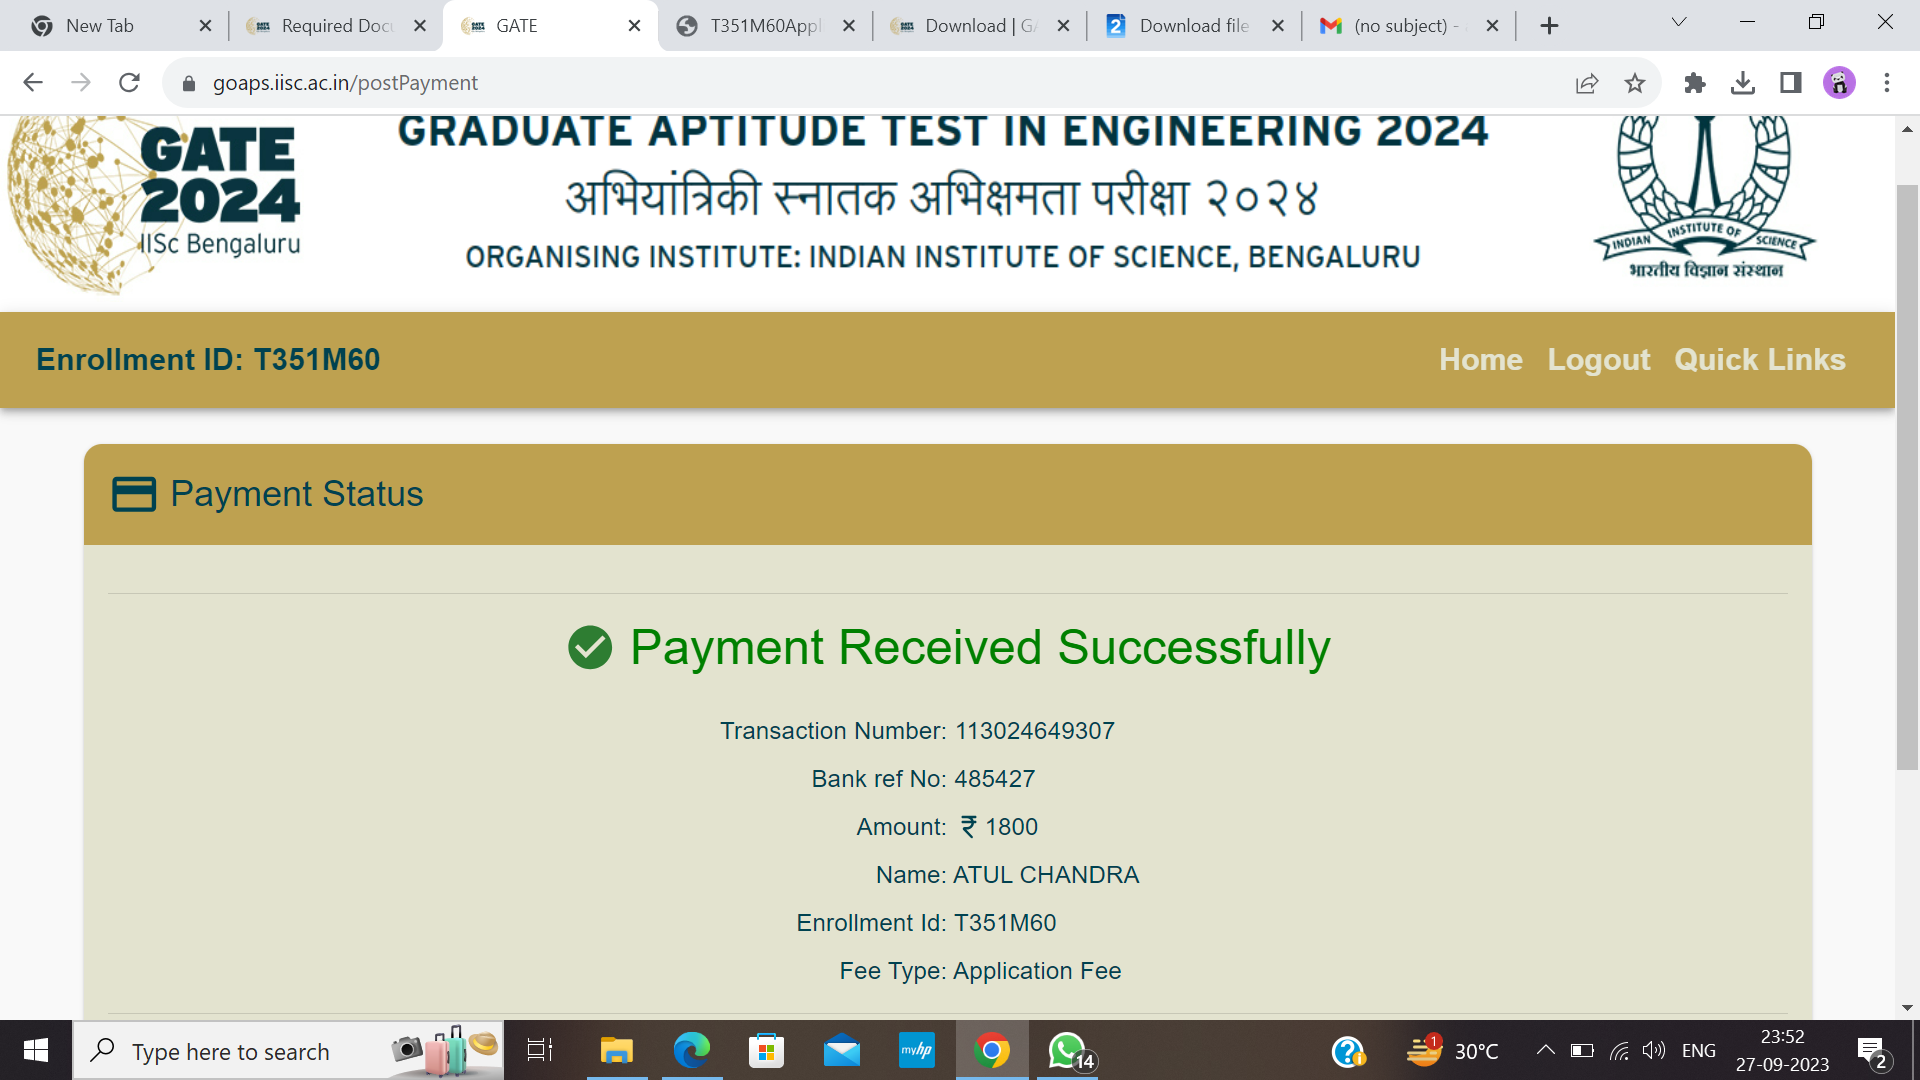 New Tab
Required Docu
GATE
T351M60Appl
Download | GA
Download file
(no subject) -
goaps.iisc.ac.in/postPayment
GATE
2024
IISc Bengaluru
GRADUATE APTITUDE TEST IN ENGINEERING 2024
अभियांत्रिकी स्नातक अभिक्षमता परीक्षा २०२४
ORGANISING INSTITUTE: INDIAN INSTITUTE OF SCIENCE, BENGALURU
INDIAN INSTITUTE OF SCIENCE
भारतीय विज्ञान संस्थान
Enrollment ID: T351M60
Home Logout Quick Links
Payment Status
Payment Received Successfully
Transaction Number: 113024649307
Bank ref No: 485427
Amount: ₹ 1800
Name: ATUL CHANDRA
Enrollment Id: T351M60
Fee Type: Application Fee
Type here to search
myhp
14
1
30°C
ENG
23:52
27-09-2023
2